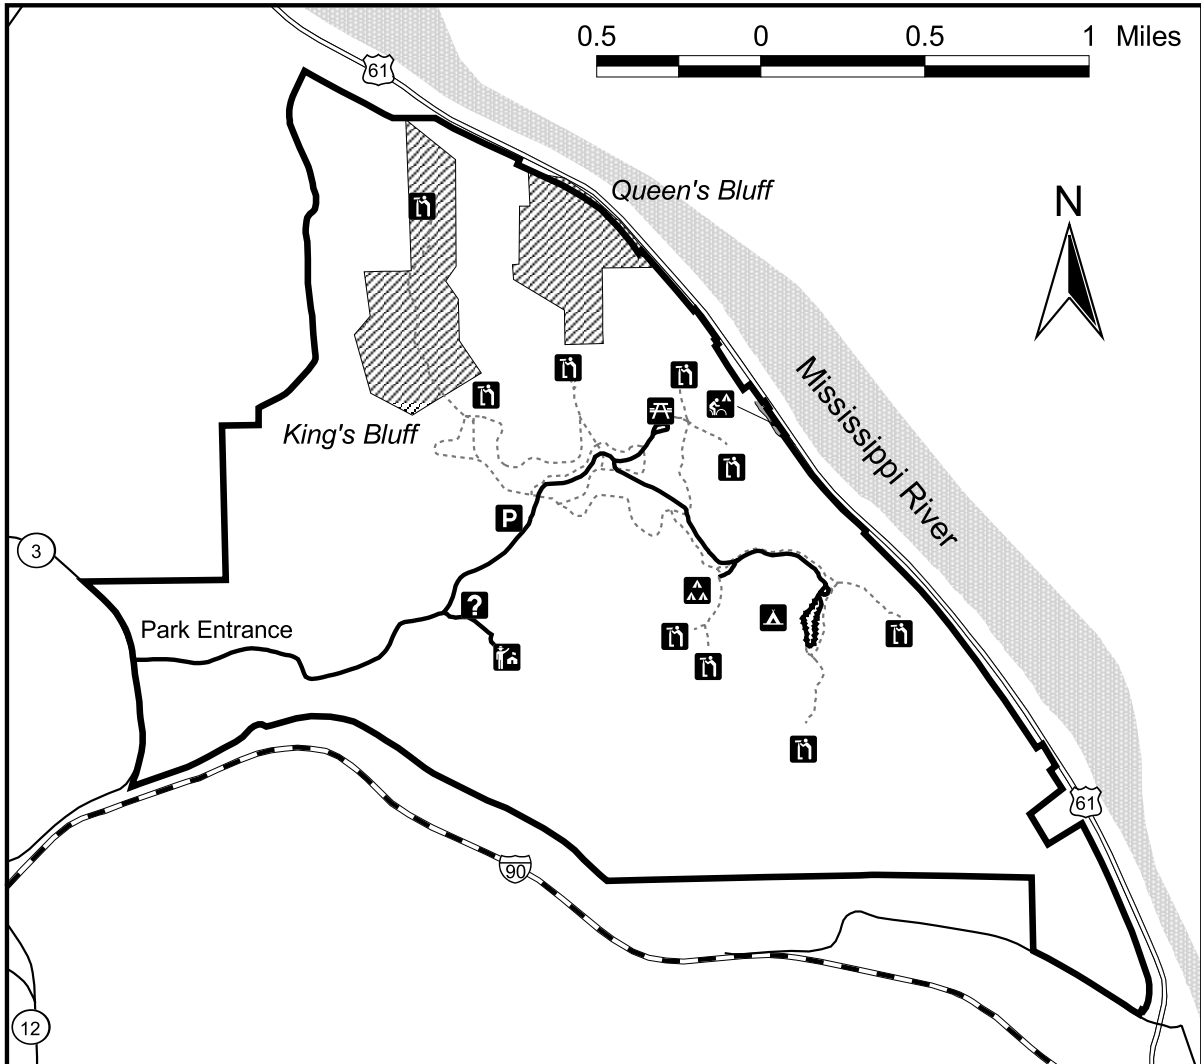 0.5 0 0.5 1 Miles
61
Queen's Bluff
N
Mississippi River
King's Bluff
P
3
?
Park Entrance
61
90
12